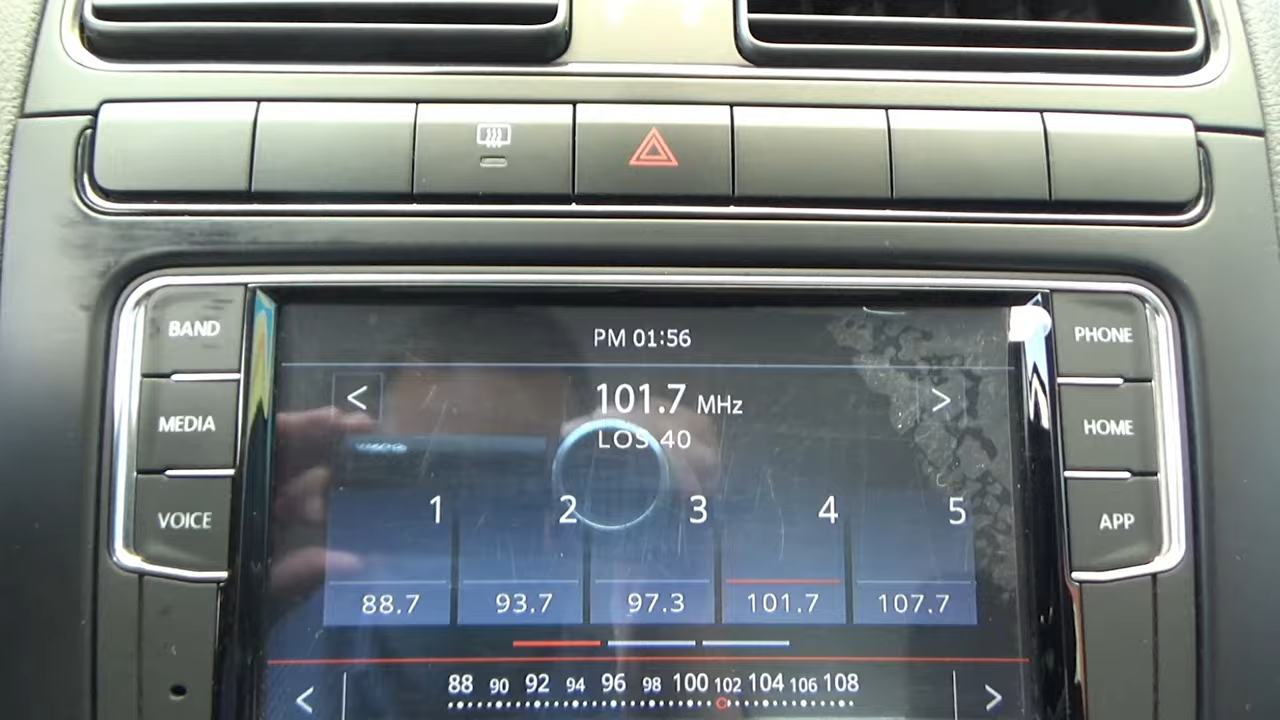 BAND
MEDIA
VOICE
PM 01:56
<
101.7 MHz
>
LOS 40
1 2 3 4 5
88.7 93.7 97.3 101.7 107.7
88 90 92 94 96 98 100 102 104 106 108
<
>
PHONE
HOME
APP